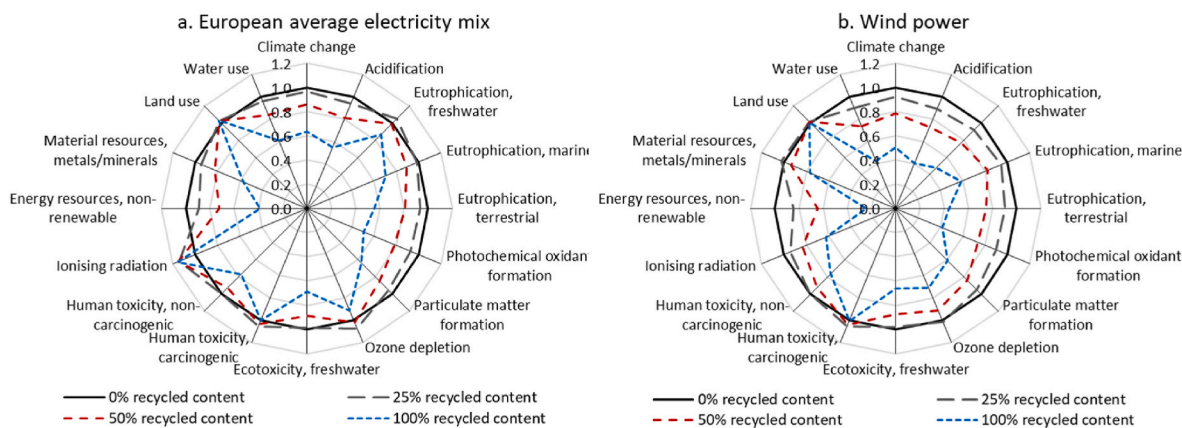 a. European average electricity mix
Climate change
1.2
Water use
Acidification
1.0
Land use
0.8
Eutrophication,
freshwater
0.6
Material resources,
metals/minerals
0.4
Eutrophication, marine
0.2
Energy resources, non-
renewable
0.0
Eutrophication,
terrestrial
Ionising radiation
Photochemical oxidant
formation
Human toxicity, non-
carcinogenic
Particulate matter
formation
Human toxicity,
carcinogenic
Ozone depletion
Ecotoxicity, freshwater
0% recycled content
25% recycled content
50% recycled content
100% recycled content
b. Wind power
Climate change
1.2
Water use
Acidification
1.0
Land use
0.8
Eutrophication,
freshwater
0.6
Material resources,
metals/minerals
0.4
Eutrophication, marine
0.2
Energy resources, non-
renewable
0.0
Eutrophication,
terrestrial
Ionising radiation
Photochemical oxidant
formation
Human toxicity, non-
carcinogenic
Particulate matter
formation
Human toxicity,
carcinogenic
Ozone depletion
Ecotoxicity, freshwater
0% recycled content
25% recycled content
50% recycled content
100% recycled content